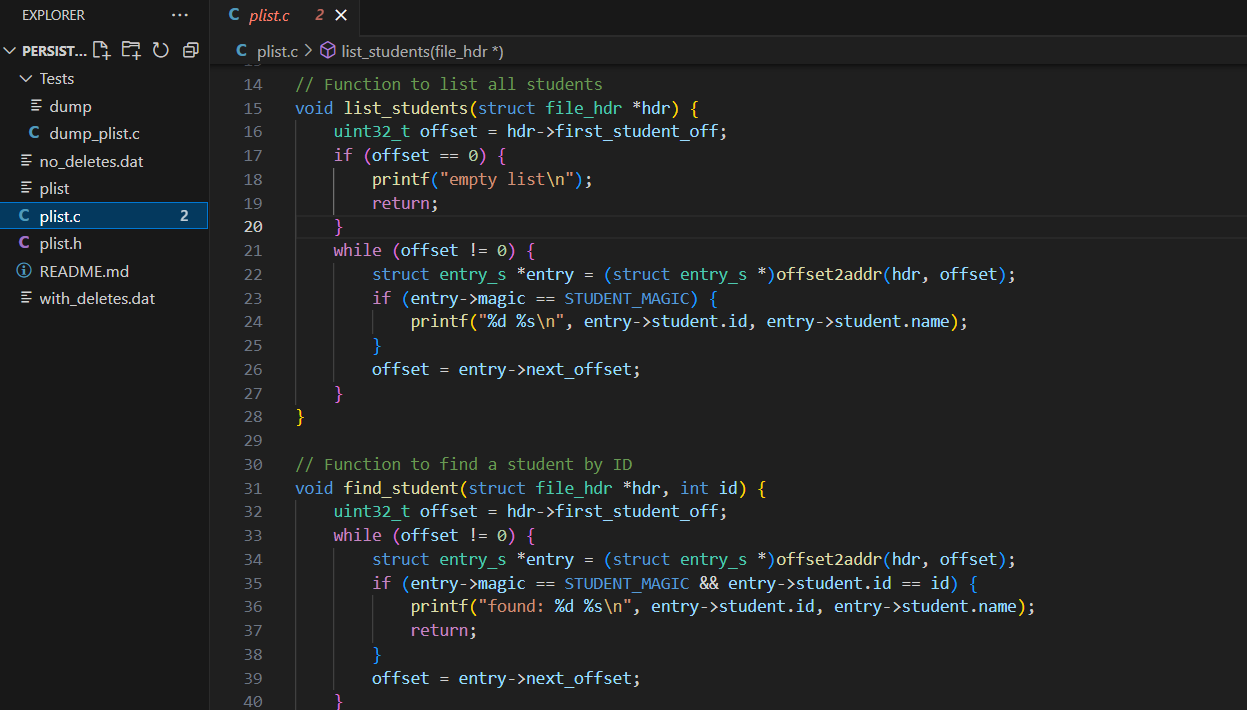 EXPLORER ...
PERSIST...
Tests
dump
C dump_plist.c
no_deletes.dat
plist
C plist.c 2
C plist.h
README.md
with_deletes.dat
C plist.c 2
C plist.c > list_students(file_hdr *)
14 // Function to list all students
15 void list_students(struct file_hdr *hdr) {
16 uint32_t offset = hdr->first_student_off;
17 if (offset == 0) {
18 printf("empty list\n");
19 return;
20 }
21 while (offset != 0) {
22 struct entry_s *entry = (struct entry_s *)offset2addr(hdr, offset);
23 if (entry->magic == STUDENT_MAGIC) {
24 printf("%d %s\n", entry->student.id, entry->student.name);
25 }
26 offset = entry->next_offset;
27 }
28 }
29
30 // Function to find a student by ID
31 void find_student(struct file_hdr *hdr, int id) {
32 uint32_t offset = hdr->first_student_off;
33 while (offset != 0) {
34 struct entry_s *entry = (struct entry_s *)offset2addr(hdr, offset);
35 if (entry->magic == STUDENT_MAGIC && entry->student.id == id) {
36 printf("found: %d %s\n", entry->student.id, entry->student.name);
37 return;
38 }
39 offset = entry->next_offset;
40 }